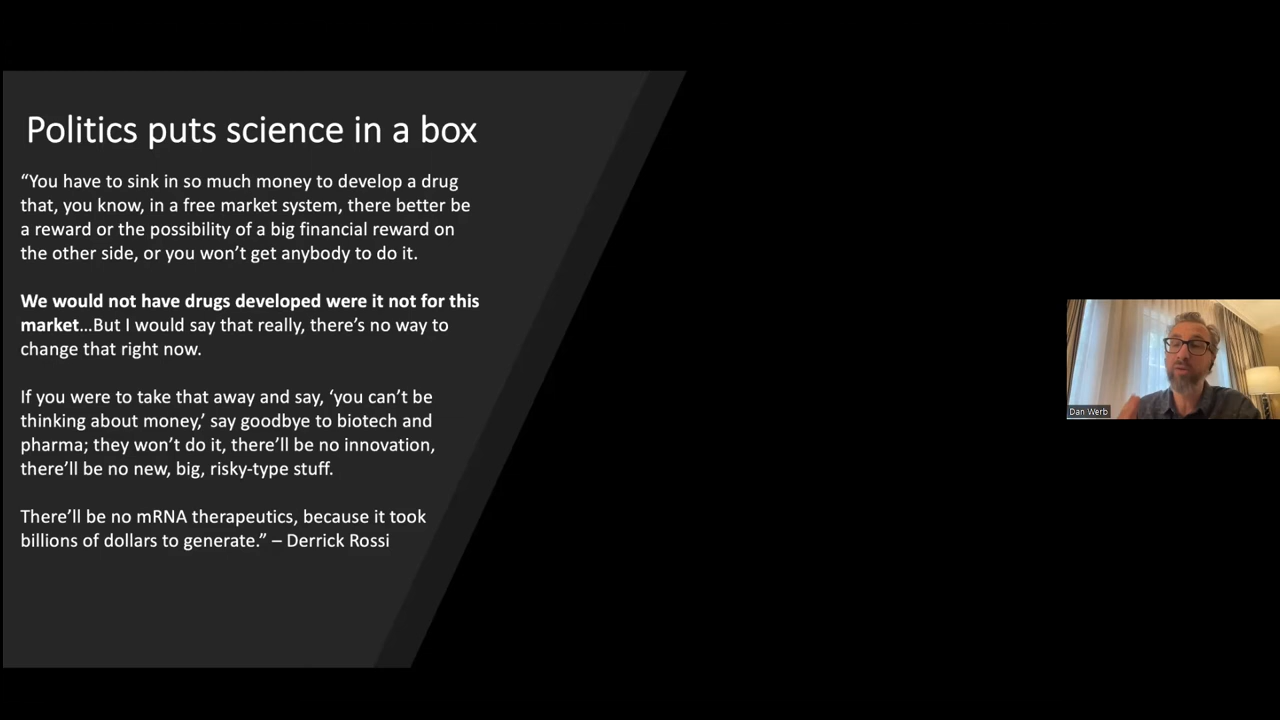 Politics puts science in a box
“You have to sink in so much money to develop a drug
that, you know, in a free market system, there better be
a reward or the possibility of a big financial reward on
the other side, or you won’t get anybody to do it.
We would not have drugs developed were it not for this
market…But I would say that really, there’s no way to
change that right now.
If you were to take that away and say, ‘you can’t be
thinking about money,’ say goodbye to biotech and
pharma; they won’t do it, there’ll be no innovation,
there’ll be no new, big, risky-type stuff.
There’ll be no mRNA therapeutics, because it took
billions of dollars to generate.” – Derrick Rossi
Dan Werb